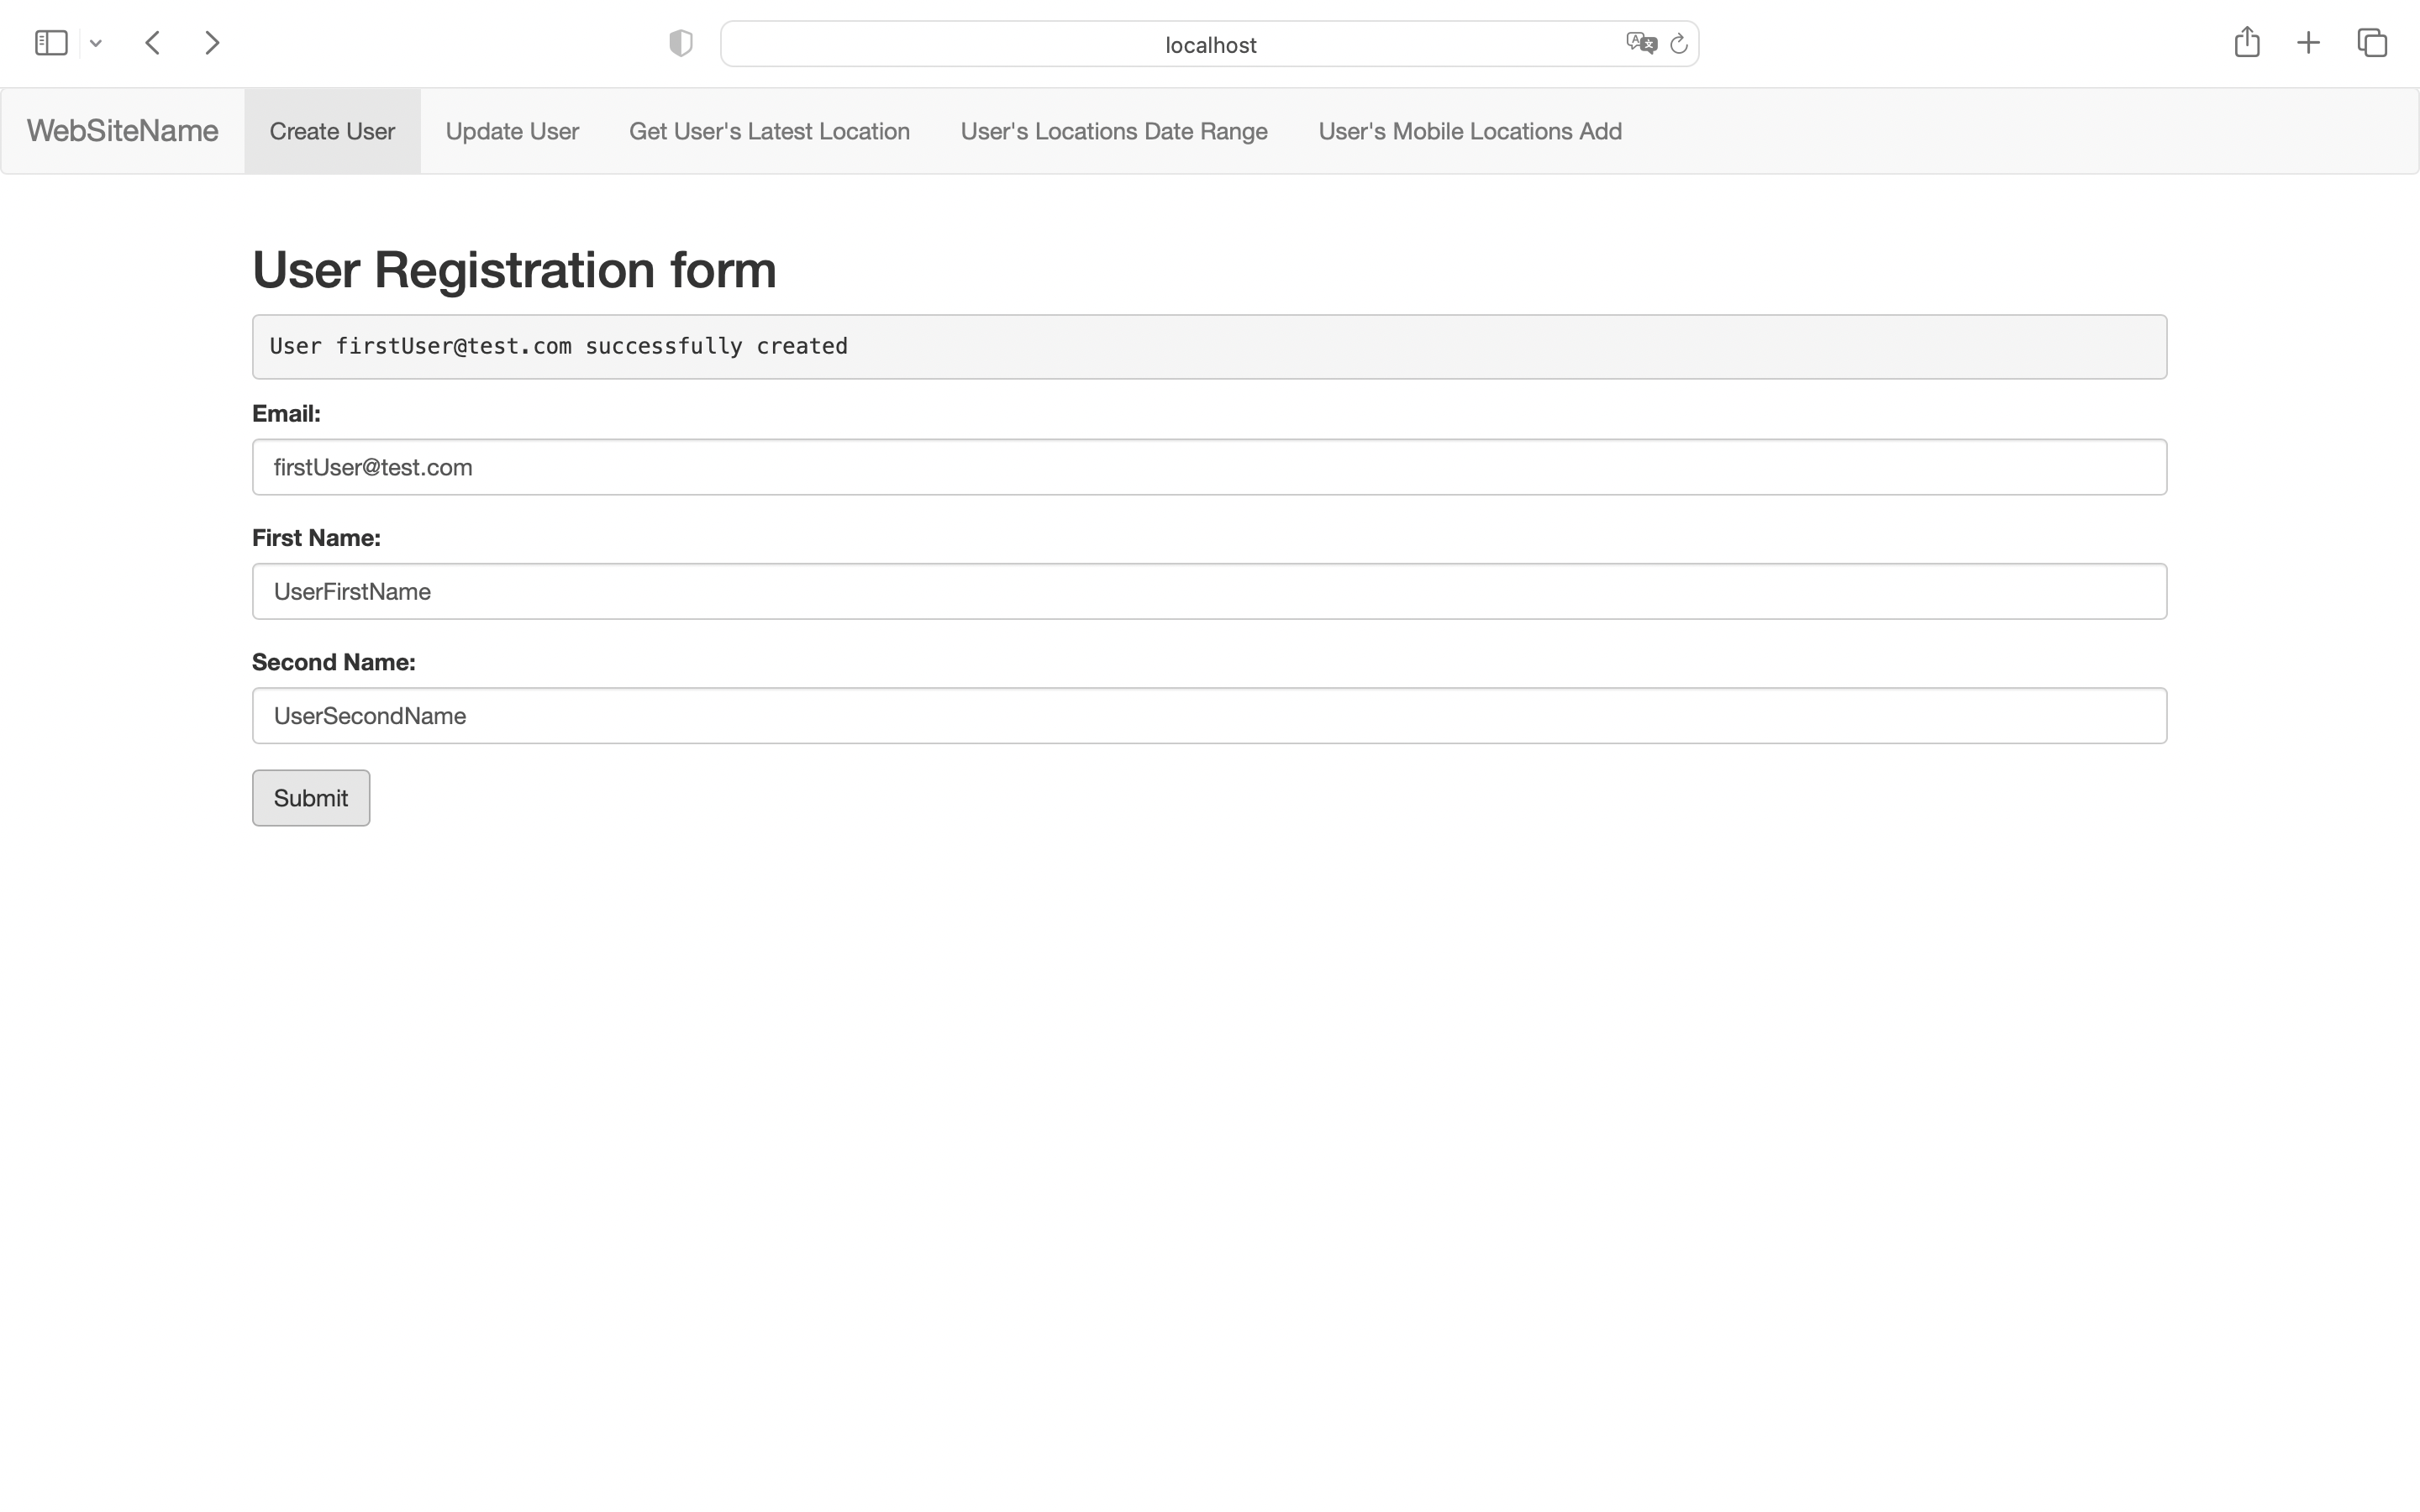 localhost
WebSiteName Create User Update User Get User's Latest Location User's Locations Date Range User's Mobile Locations Add
User Registration form
User firstUser@test.com successfully created
Email:
firstUser@test.com
First Name:
UserFirstName
Second Name:
UserSecondName
Submit